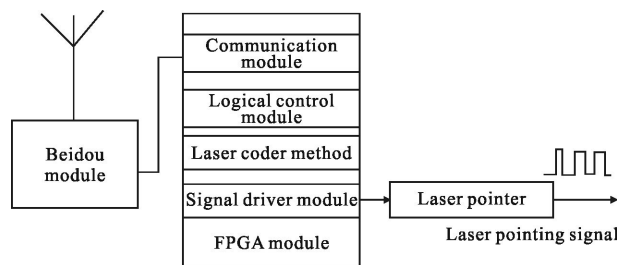 Beidou
module
Communication
module
Logical control
module
Laser coder method
Signal driver module
FPGA module
Laser pointer
Laser pointing signal